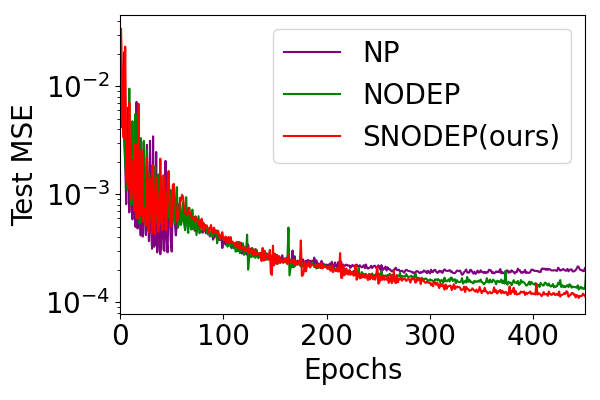 NP
NODEP
SNODEP(ours)
Test MSE
10⁻²
10⁻³
10⁻⁴
0 100 200 300 400
Epochs